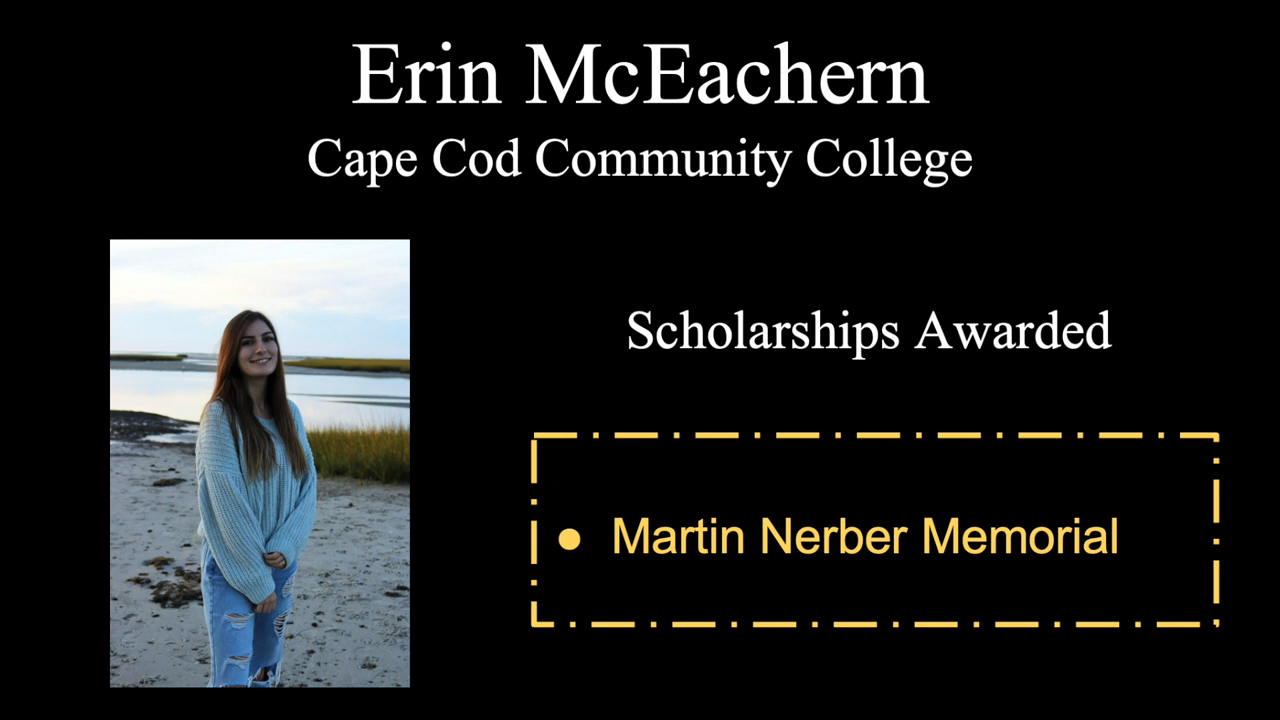 Erin McEachern
Cape Cod Community College
Scholarships Awarded
● Martin Nerber Memorial